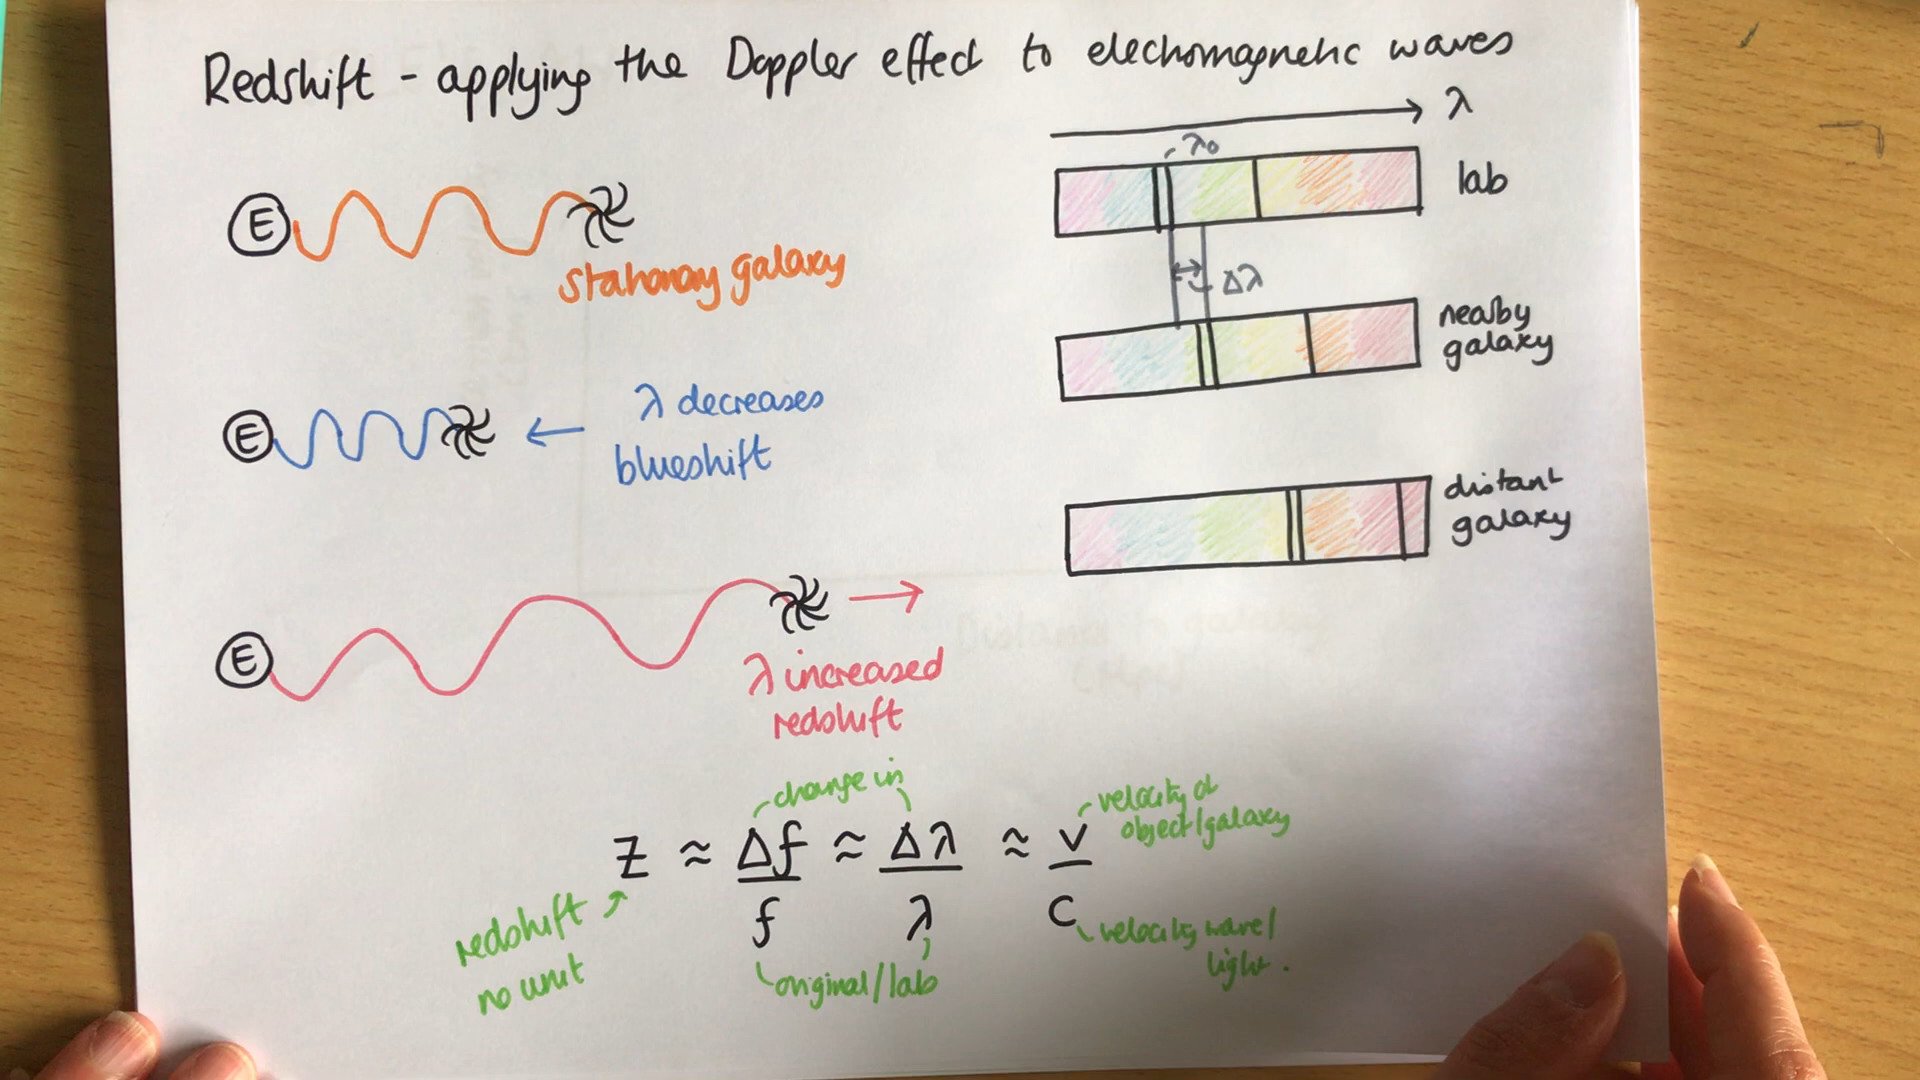 Redshift - applying the Doppler effect to electromagnetic waves
λ
λ₀
lab
E
stationary galaxy
Δλ
nearby
galaxy
E
λ decreases
blueshift
distant
galaxy
E
λ increased
redshift
change in
velocity of
object/galaxy
Z ≈ Δf ≈ Δλ ≈ v
f λ c
redshift
no unit
original/lab
velocity wave/
light.